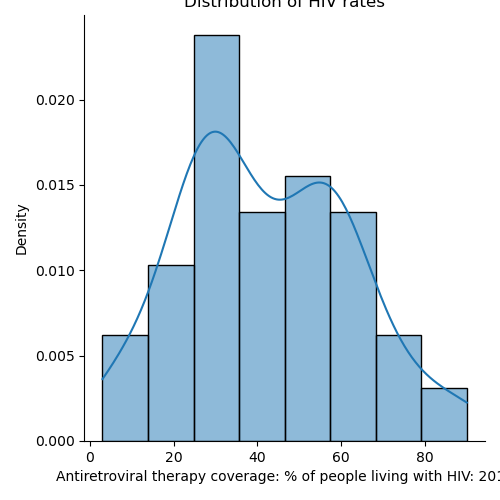 Distribution of HIV rates
0.020
0.015
0.010
0.005
0.000
Density
0 20 40 60 80
Antiretroviral therapy coverage: % of people living with HIV: 201